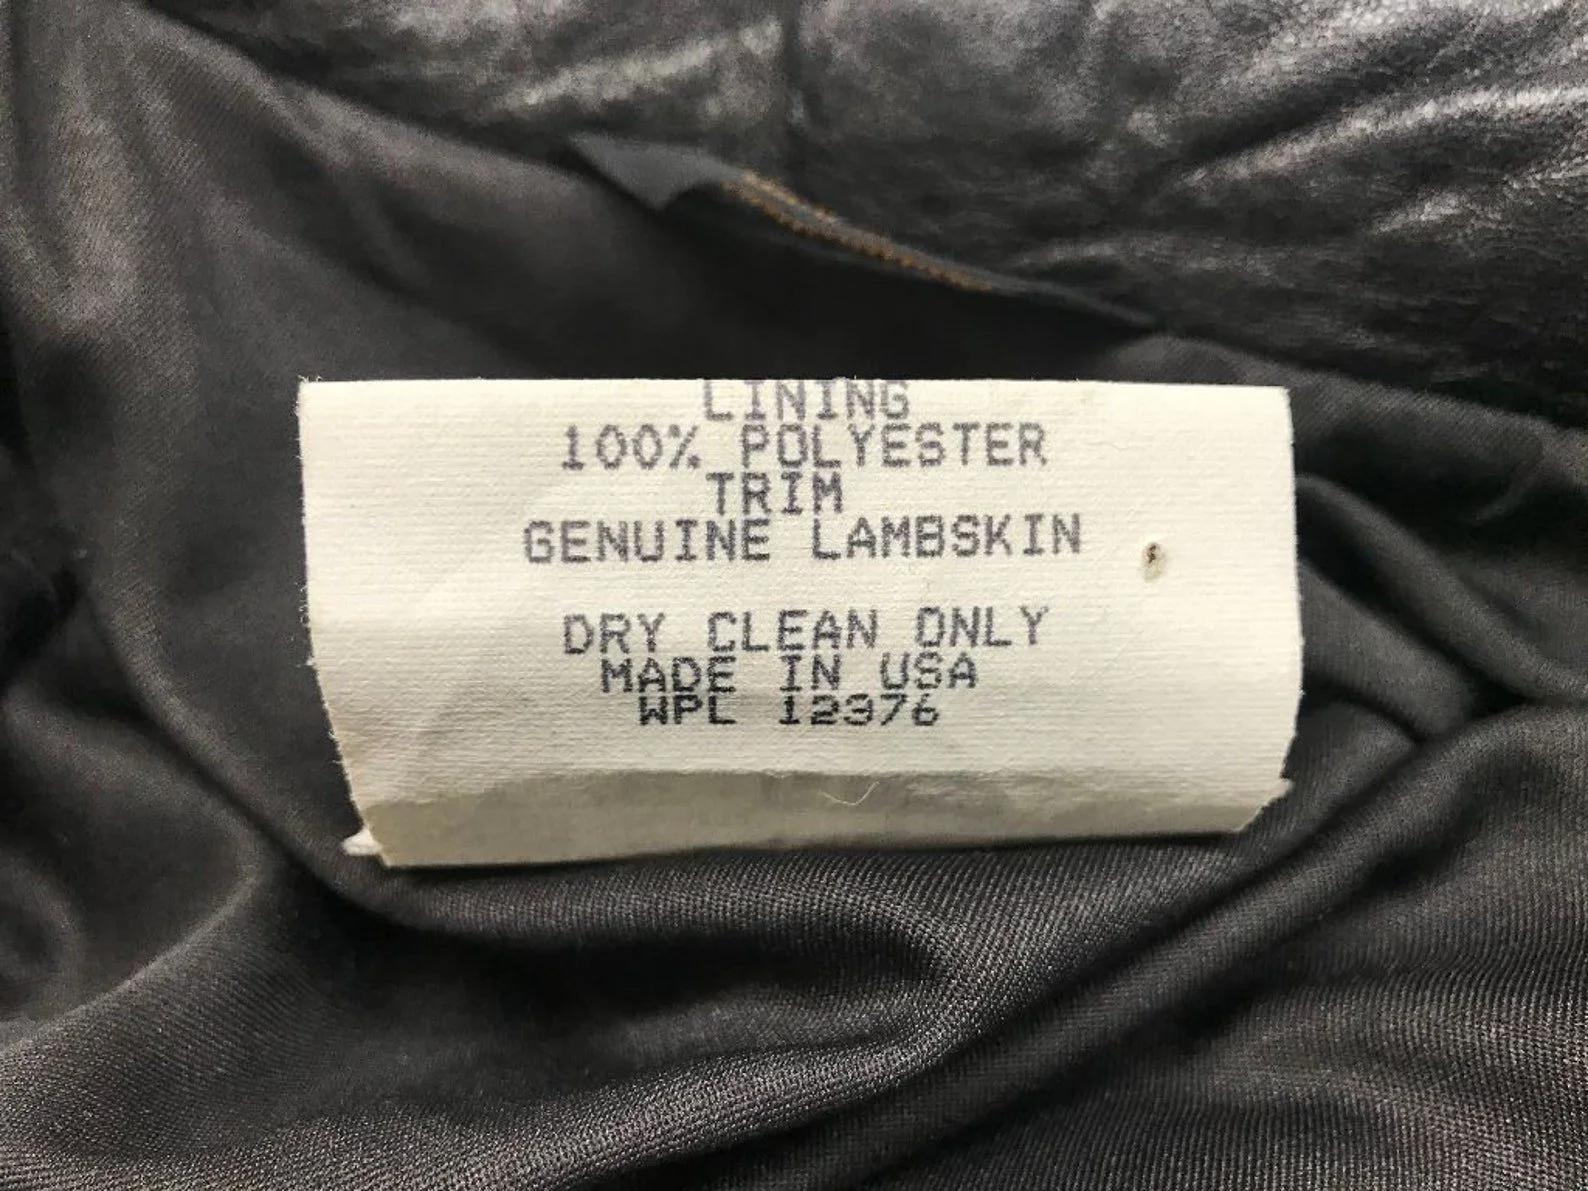 LINING
100% POLYESTER
TRIM
GENUINE LAMBSKIN
DRY CLEAN ONLY
MADE IN USA
WPL 12376